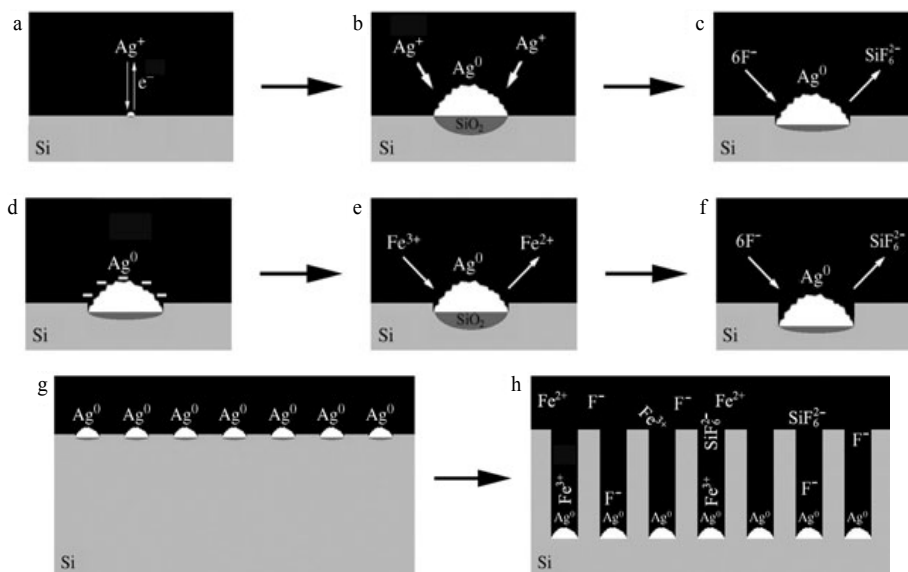 a
Ag⁺
e⁻
Si
b
Ag⁺ Ag⁺
Ag⁰
SiO₂
Si
c
6F⁻ SiF₆²⁻
Ag⁰
Si
d
Ag⁰
Si
e
Fe³⁺ Fe²⁺
Ag⁰
SiO₂
Si
f
6F⁻ SiF₆²⁻
Ag⁰
Si
g
Ag⁰ Ag⁰ Ag⁰ Ag⁰ Ag⁰ Ag⁰ Ag⁰
Si
h
Fe²⁺ F⁻ F⁻ Fe²⁺
SiF₆²⁻ SiF₆²⁻
F⁻
Fe³⁺ F⁻ Fe³⁺ F⁻
Ag⁰ Ag⁰ Ag⁰ Ag⁰ Ag⁰ Ag⁰ Ag⁰
Si